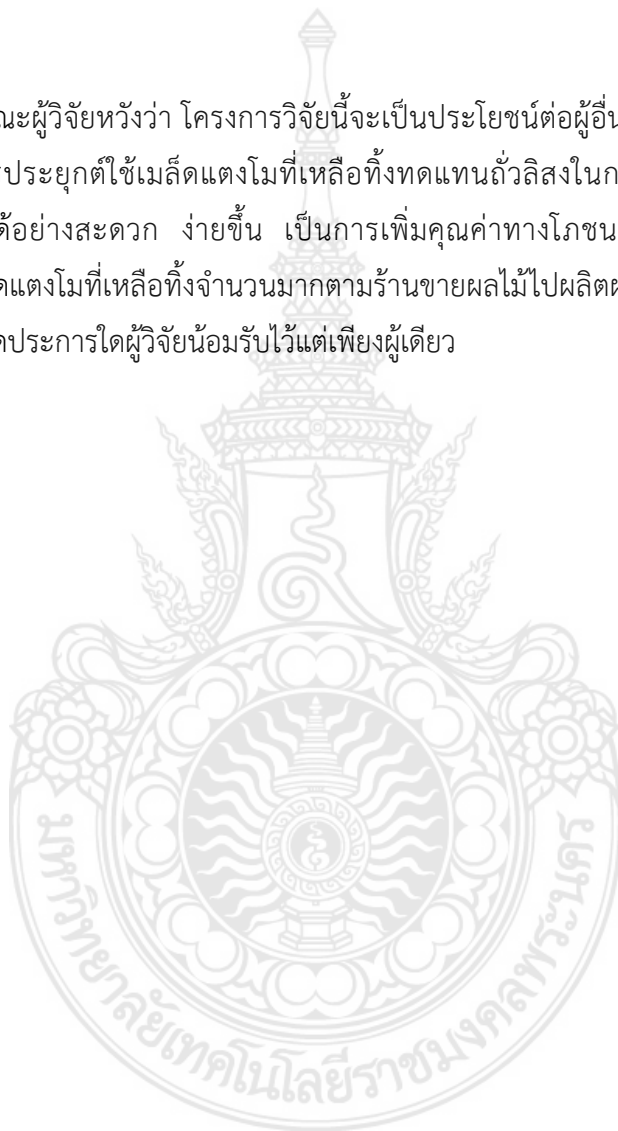 ณะผู้วิจัยหวังว่า โครงการวิจัยนี้จะเป็นประโยชน์ต่อผู้อื่น
รประยุกต์ใช้เมล็ดแตงโมที่เหลือทิ้งทดแทนถั่วลิสงในก
ด้อย่างสะดวก ง่ายขึ้น เป็นการเพิ่มคุณค่าทางโภชน
ดแตงโมที่เหลือทิ้งจำนวนมากตามร้านขายผลไม้ไปผลิตผ
ดประการใดผู้วิจัยน้อมรับไว้แต่เพียงผู้เดียว
มหาวิทยาลัยเทคโนโลยีราชมงคลพระนคร